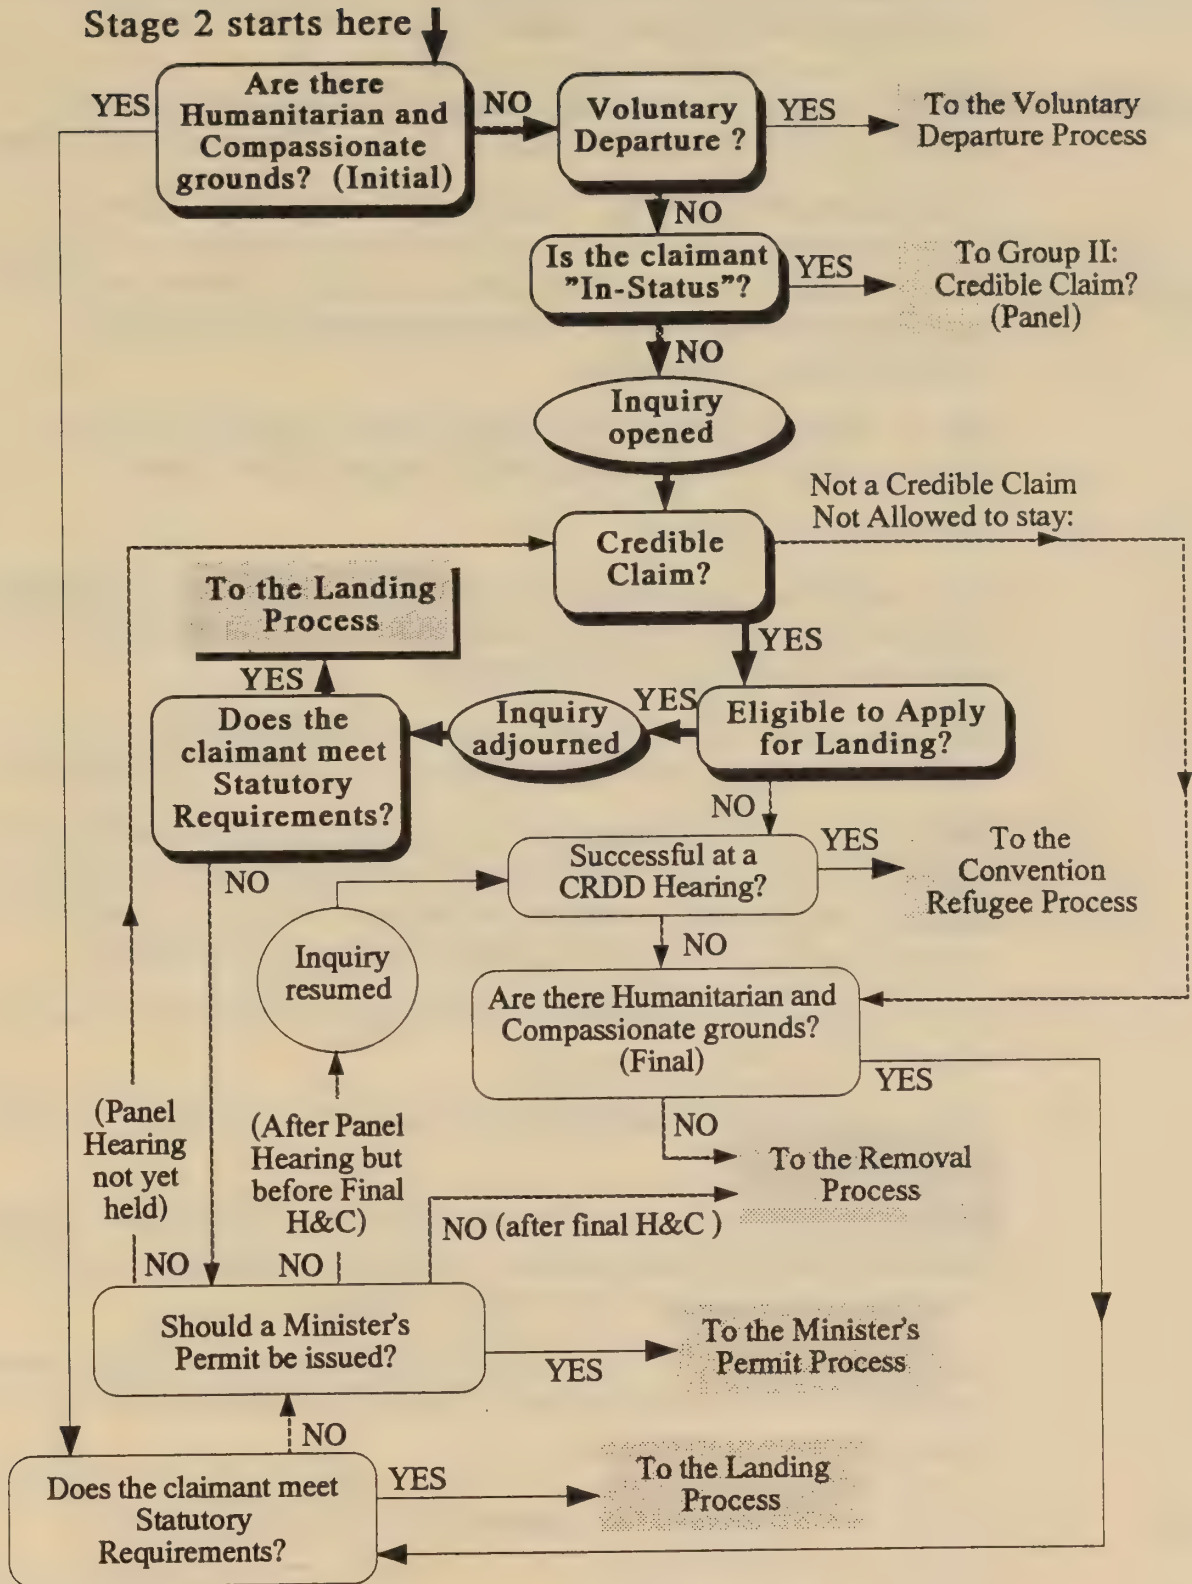 Stage 2 starts here
YES
Are there
Humanitarian and
Compassionate
grounds? (Initial)
NO
Voluntary
Departure ?
YES
To the Voluntary
Departure Process
NO
Is the claimant
"In-Status"?
YES
To Group II:
Credible Claim?
(Panel)
NO
Inquiry
opened
Not a Credible Claim
Not Allowed to stay:
Credible
Claim?
To the Landing
Process
YES
YES
Does the
claimant meet
Statutory
Requirements?
Inquiry
adjourned
YES
Eligible to Apply
for Landing?
NO
NO
Successful at a
CRDD Hearing?
YES
To the
Convention
Refugee Process
Inquiry
resumed
NO
Are there Humanitarian and
Compassionate grounds?
(Final)
YES
(Panel
Hearing
not yet
held)
(After Panel
Hearing but
before Final
H&C)
NO
To the Removal
Process
NO (after final H&C )
NO
NO
Should a Minister's
Permit be issued?
YES
To the Minister's
Permit Process
NO
Does the claimant meet
Statutory
Requirements?
YES
To the Landing
Process